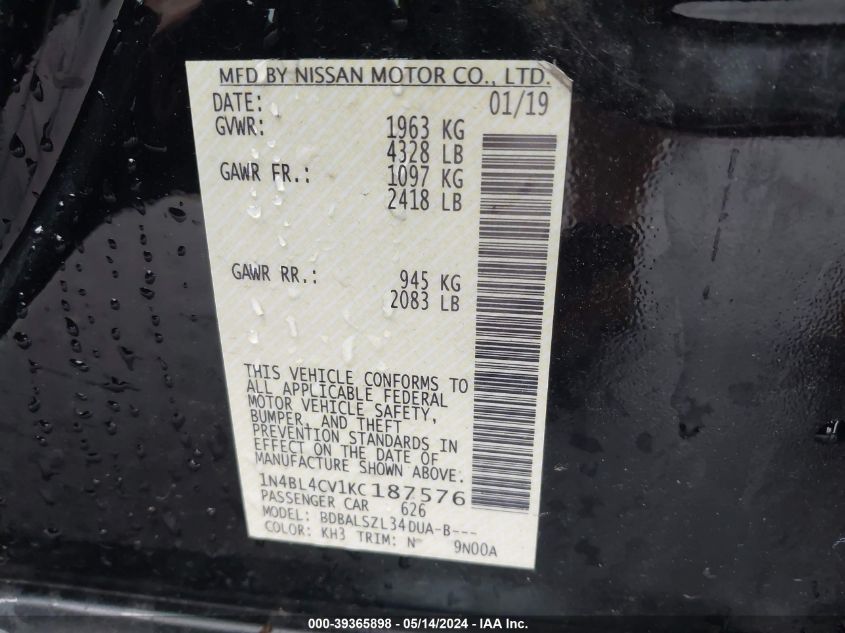 MFD BY NISSAN MOTOR CO., LTD.
DATE: 01/19
GVWR: 1963 KG
4328 LB
GAWR FR.: 1097 KG
2418 LB
GAWR RR.: 945 KG
2083 LB
THIS VEHICLE CONFORMS TO
ALL APPLICABLE FEDERAL
MOTOR VEHICLE SAFETY,
BUMPER, AND THEFT
PREVENTION STANDARDS IN
EFFECT ON THE DATE OF
MANUFACTURE SHOWN ABOVE.
1N4BL4CV1KC187576
PASSENGER CAR 626
MODEL: BDBALSZL34DUA-B---
COLOR: KH3 TRIM: N 9N00A
000-39365898 - 05/14/2024 - IAA Inc.